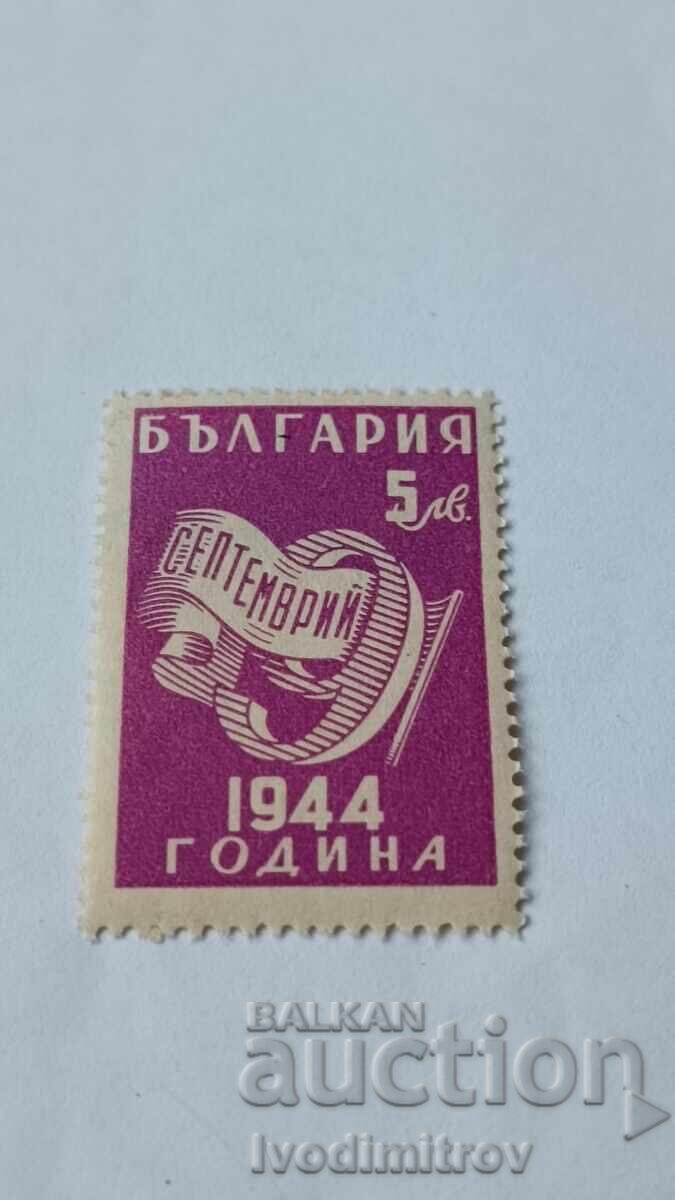 БЪЛГАРИЯ
5 лв.
СЕПТЕМВРИЙ
9
1944
ГОДИНА
BALKAN
auction
Ivodimitrov